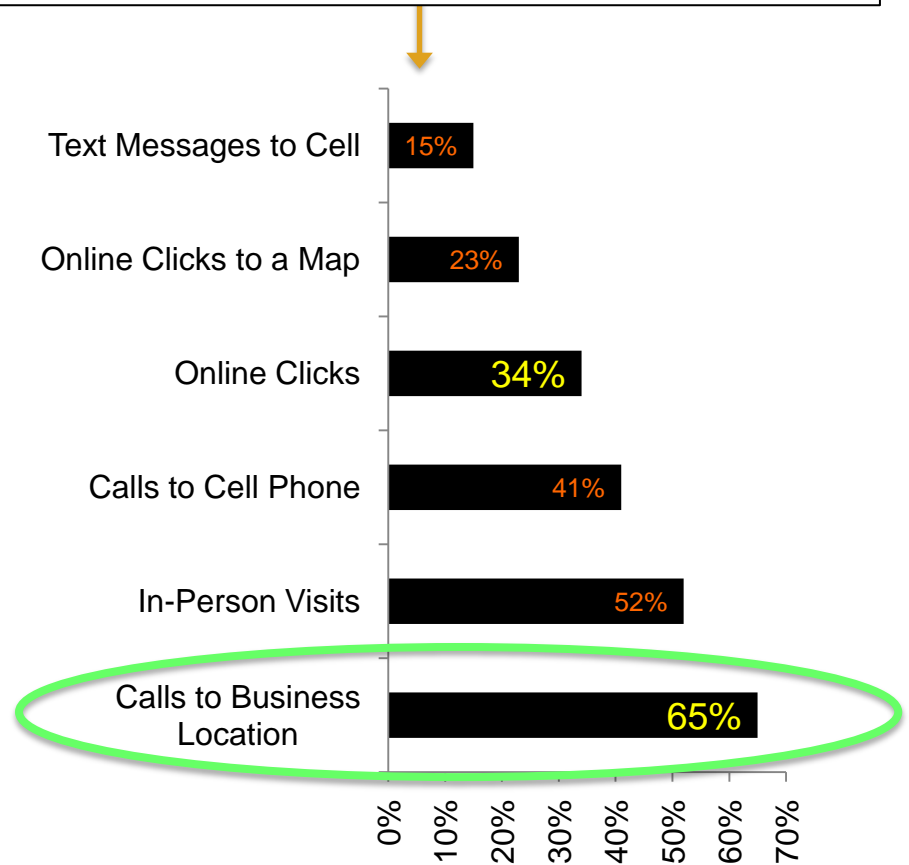 Text Messages to Cell
15%
Online Clicks to a Map
23%
Online Clicks
34%
Calls to Cell Phone
41%
In-Person Visits
52%
Calls to Business
Location
65%
0%
10%
20%
30%
40%
50%
60%
70%